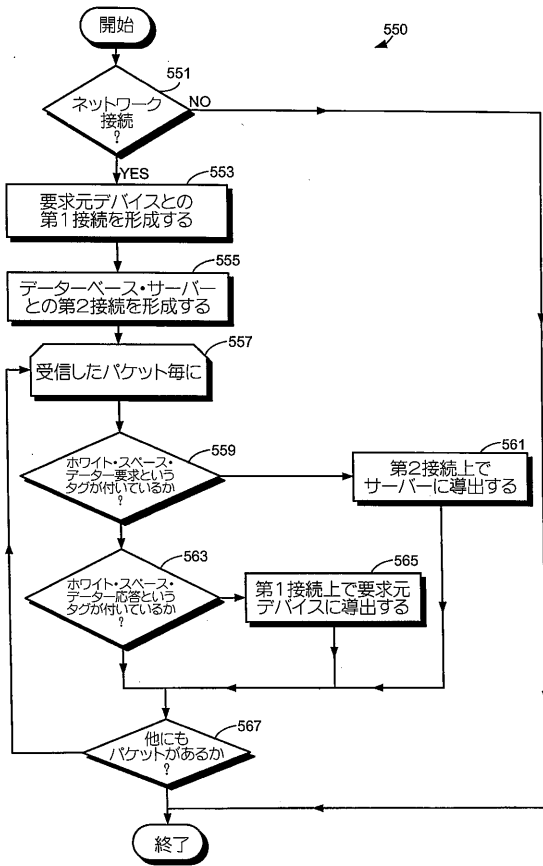 開始
550
551
ネットワーク
接続
?
NO
YES
553
要求元デバイスとの
第1接続を形成する
555
データーベース・サーバー
との第2接続を形成する
557
受信したパケット毎に
559
ホワイト・スペース・
データー要求という
タグが付いているか
?
561
第2接続上で
サーバーに導出する
563
ホワイト・スペース・
データー応答という
タグが付いているか
?
565
第1接続上で要求元
デバイスに導出する
567
他にも
パケットがあるか
?
終了